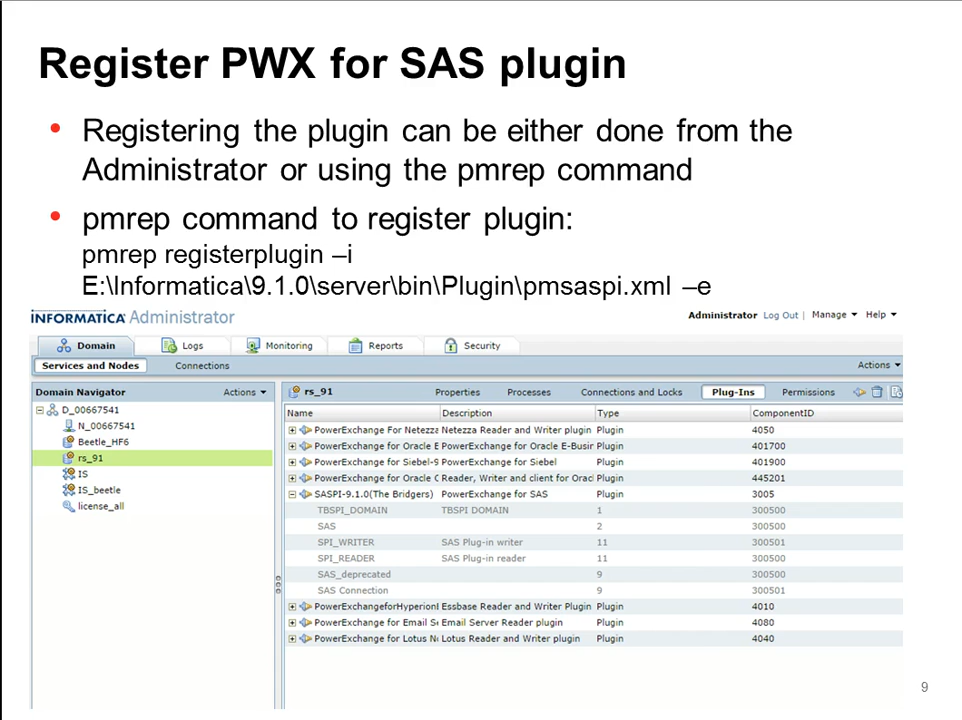 Register PWX for SAS plugin
• Registering the plugin can be either done from the
Administrator or using the pmrep command
• pmrep command to register plugin:
pmrep registerplugin –i
E:\Informatica\9.1.0\server\bin\Plugin\pmsaspi.xml –e
INFORMATICA Administrator
Administrator Log Out | Manage Help
Domain Logs Monitoring Reports Security
Services and Nodes Connections Actions
Domain Navigator Actions
D_00667541
N_00667541
Beetle_HF6
rs_91
IS
IS_beetle
license_all
rs_91 Properties Processes Connections and Locks Plug-Ins Permissions
Name Description Type ComponentID
PowerExchange For Netezza Netezza Reader and Writer plugin Plugin 4050
PowerExchange for Oracle E PowerExchange for Oracle E-Busin Plugin 401700
PowerExchange for Siebel-9 PowerExchange for Siebel Plugin 401900
PowerExchange for Oracle C Reader, Writer and client for Orac Plugin 445201
SASPI-9.1.0(The Bridgers) PowerExchange for SAS Plugin 3005
TBSPI_DOMAIN TBSPI DOMAIN 1 300500
SAS 2 300500
SPI_WRITER SAS Plug-in writer 11 300501
SPI_READER SAS Plug-in reader 11 300500
SAS_deprecated 9 300500
SAS Connection 9 300501
PowerExchangeforHyperionE Essbase Reader and Writer Plugin Plugin 4010
PowerExchange for Email Se Email Server Reader plugin Plugin 4080
PowerExchange for Lotus No Lotus Reader and Writer plugin Plugin 4040
9